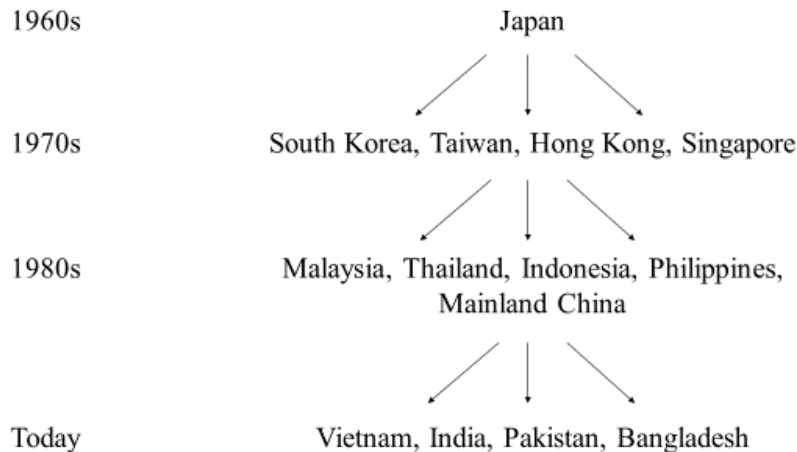 1960s Japan
1970s South Korea, Taiwan, Hong Kong, Singapore
1980s Malaysia, Thailand, Indonesia, Philippines,
Mainland China
Today Vietnam, India, Pakistan, Bangladesh